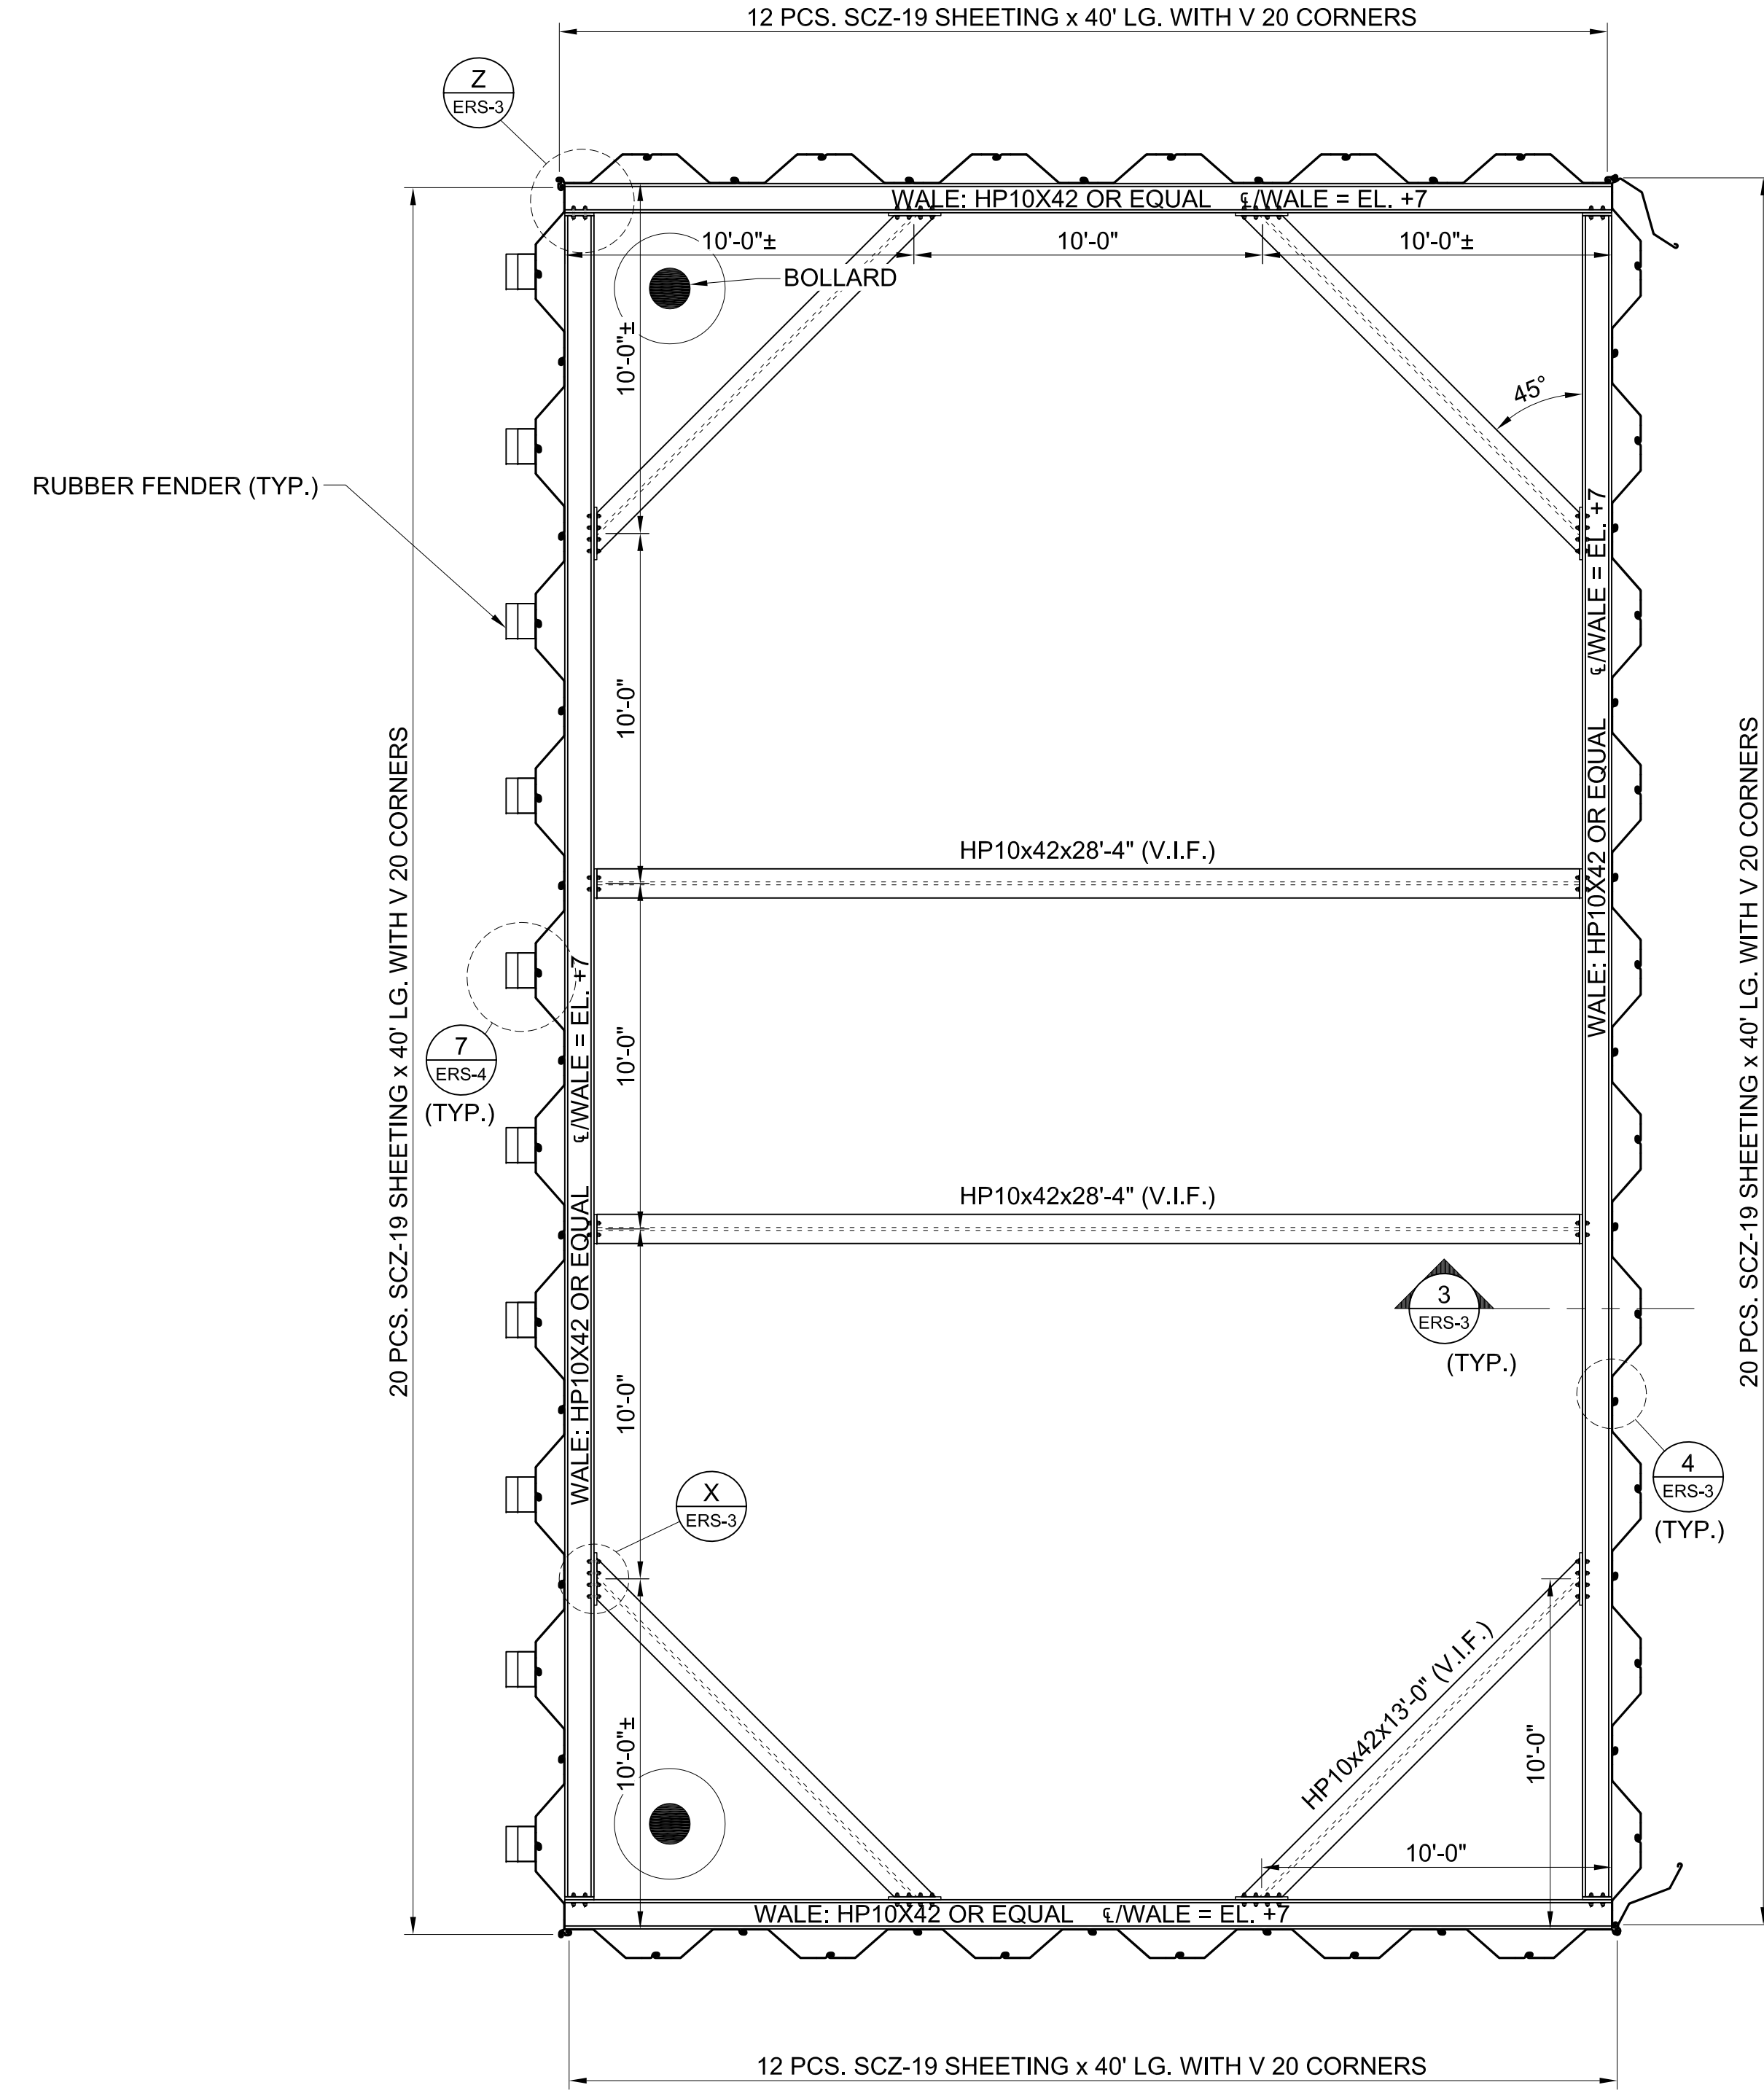 12 PCS. SCZ-19 SHEETING x 40' LG. WITH V 20 CORNERS
Z
ERS-3
WALE: HP10X42 OR EQUAL ℄/WALE = EL. +7
10'-0"±
10'-0"
10'-0"±
BOLLARD
10'-0"±
45°
RUBBER FENDER (TYP.)
℄/WALE = EL. +7
WALE: HP10X42 OR EQUAL
10'-0"
20 PCS. SCZ-19 SHEETING x 40' LG. WITH V 20 CORNERS
20 PCS. SCZ-19 SHEETING x 40' LG. WITH V 20 CORNERS
HP10x42x28'-4" (V.I.F.)
7
ERS-4
(TYP.)
℄/WALE = EL. +7
WALE: HP10X42 OR EQUAL
10'-0"
HP10x42x28'-4" (V.I.F.)
3
ERS-3
(TYP.)
10'-0"
4
ERS-3
(TYP.)
X
ERS-3
HP10x42x13'-0" (V.I.F.)
10'-0"±
10'-0"
10'-0"
WALE: HP10X42 OR EQUAL ℄/WALE = EL. +7
12 PCS. SCZ-19 SHEETING x 40' LG. WITH V 20 CORNERS